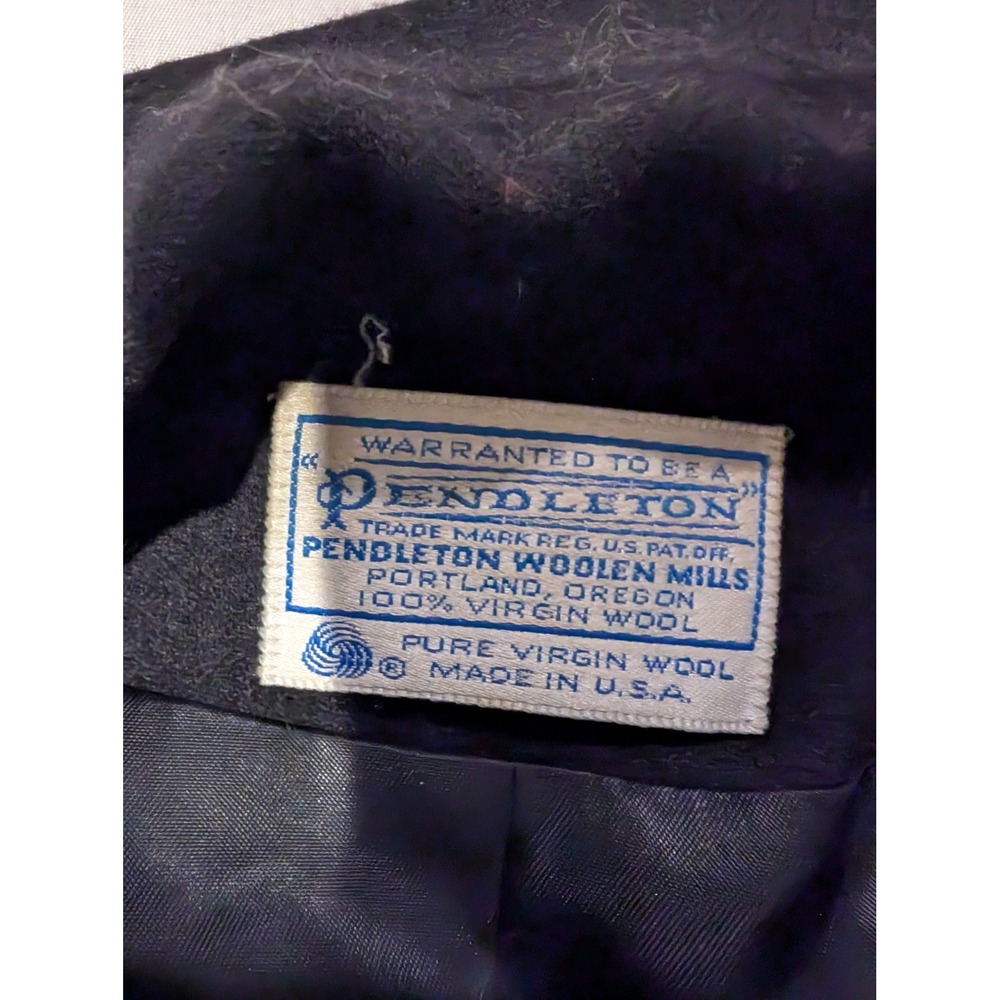 WARRANTED TO BE A
"PENDLETON"
TRADE MARK REG. U.S. PAT. OFF.
PENDLETON WOOLEN MILLS
PORTLAND, OREGON
100% VIRGIN WOOL
PURE VIRGIN WOOL
® MADE IN U.S.A.